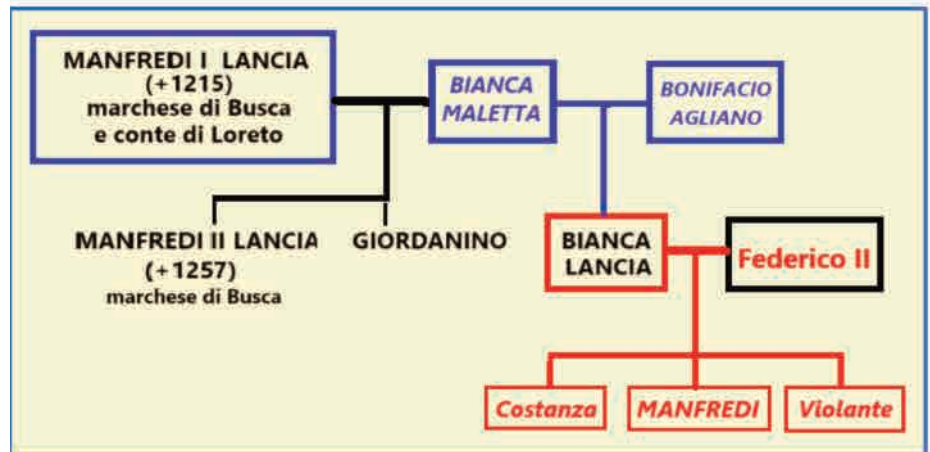 MANFREDI I LANCIA
(+1215)
marchese di Busca
e conte di Loreto
BIANCA
MALETTA
BONIFACIO
AGLIANO
MANFREDI II LANCIA
(+1257)
marchese di Busca
GIORDANINO
BIANCA
LANCIA
Federico II
Costanza
MANFREDI
Violante